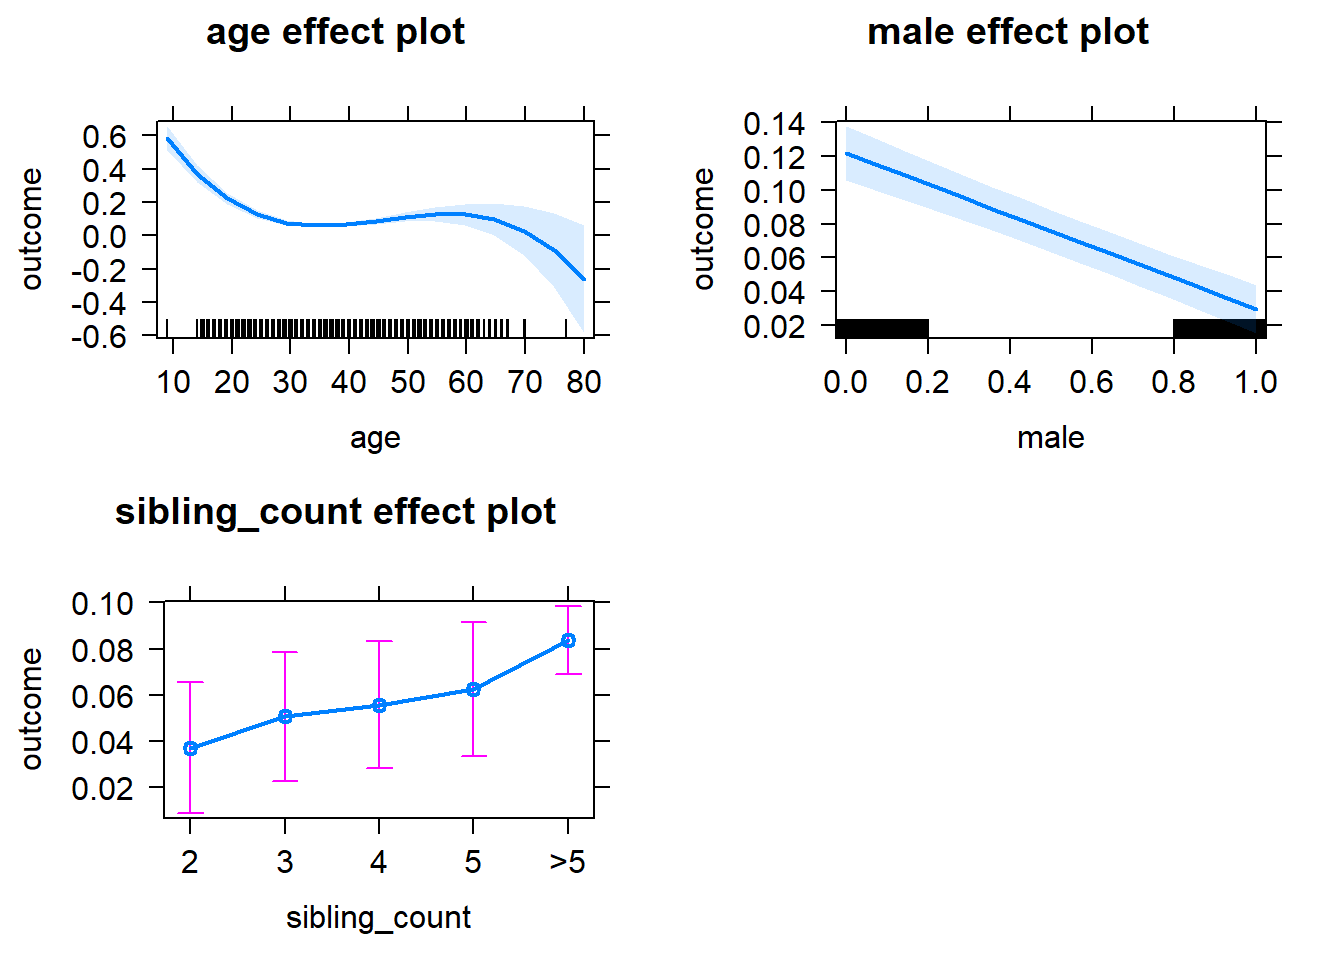 age effect plot
outcome
0.6
0.4
0.2
0.0
-0.2
-0.4
-0.6
10 20 30 40 50 60 70 80
age
male effect plot
outcome
0.14
0.12
0.10
0.08
0.06
0.04
0.02
0.0 0.2 0.4 0.6 0.8 1.0
male
sibling_count effect plot
outcome
0.10
0.08
0.06
0.04
0.02
2 3 4 5 >5
sibling_count